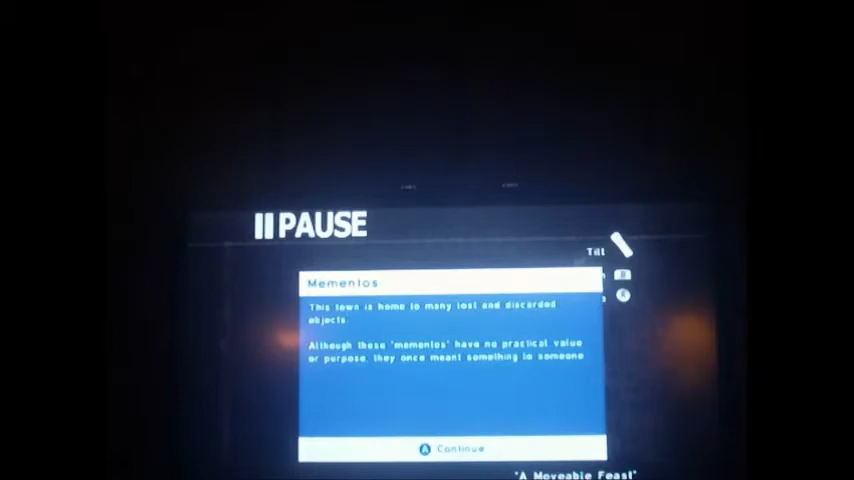 PAUSE
Tilt
B
A
Mementos
This town is home to many lost and discarded
objects.
Although these "mementos" have no practical value
or purpose, they once meant something to someone
A Continue
"A Moveable Feast"